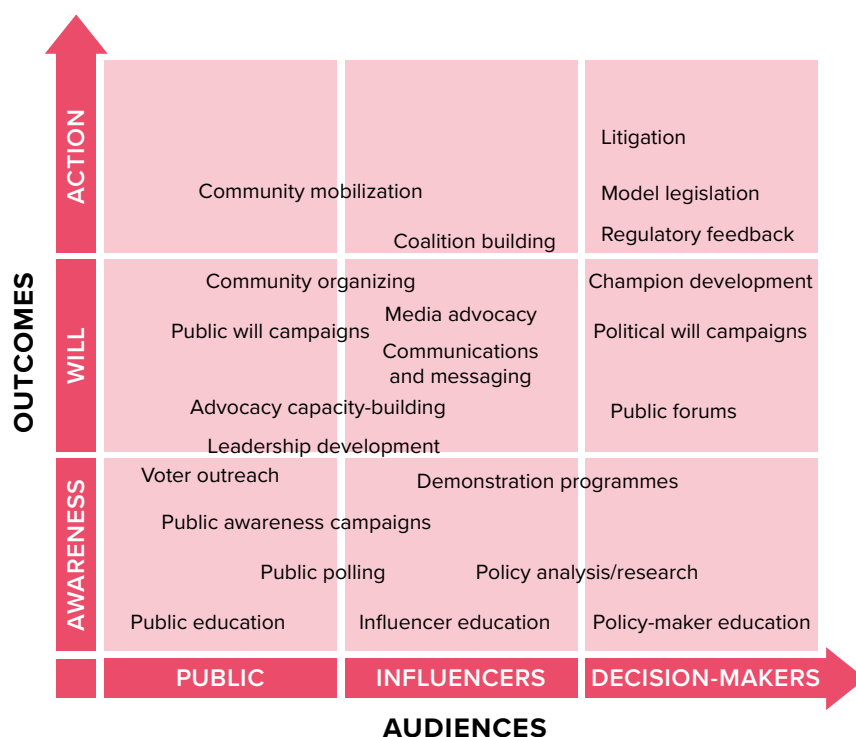 OUTCOMES
ACTION
Litigation
Community mobilization
Model legislation
Coalition building
Regulatory feedback
WILL
Community organizing
Champion development
Media advocacy
Public will campaigns
Political will campaigns
Communications
and messaging
Advocacy capacity-building
Public forums
Leadership development
AWARENESS
Voter outreach
Demonstration programmes
Public awareness campaigns
Public polling
Policy analysis/research
Public education
Influencer education
Policy-maker education
PUBLIC
INFLUENCERS
DECISION-MAKERS
AUDIENCES